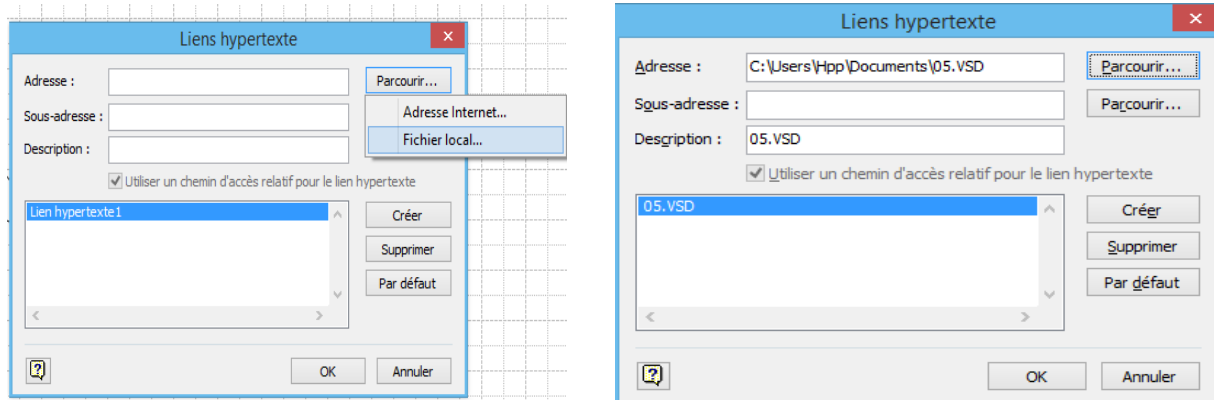 Liens hypertexte
Adresse :
Parcourir...
Adresse Internet...
Sous-adresse :
Fichier local...
Description :
Utiliser un chemin d'accès relatif pour le lien hypertexte
Lien hypertexte1
Créer
Supprimer
Par défaut
OK
Annuler
Liens hypertexte
Adresse : C:\Users\Hpp\Documents\05.VSD Parcourir...
Sous-adresse : Parcourir...
Description : 05.VSD
Utiliser un chemin d'accès relatif pour le lien hypertexte
05.VSD
Créer
Supprimer
Par défaut
OK
Annuler